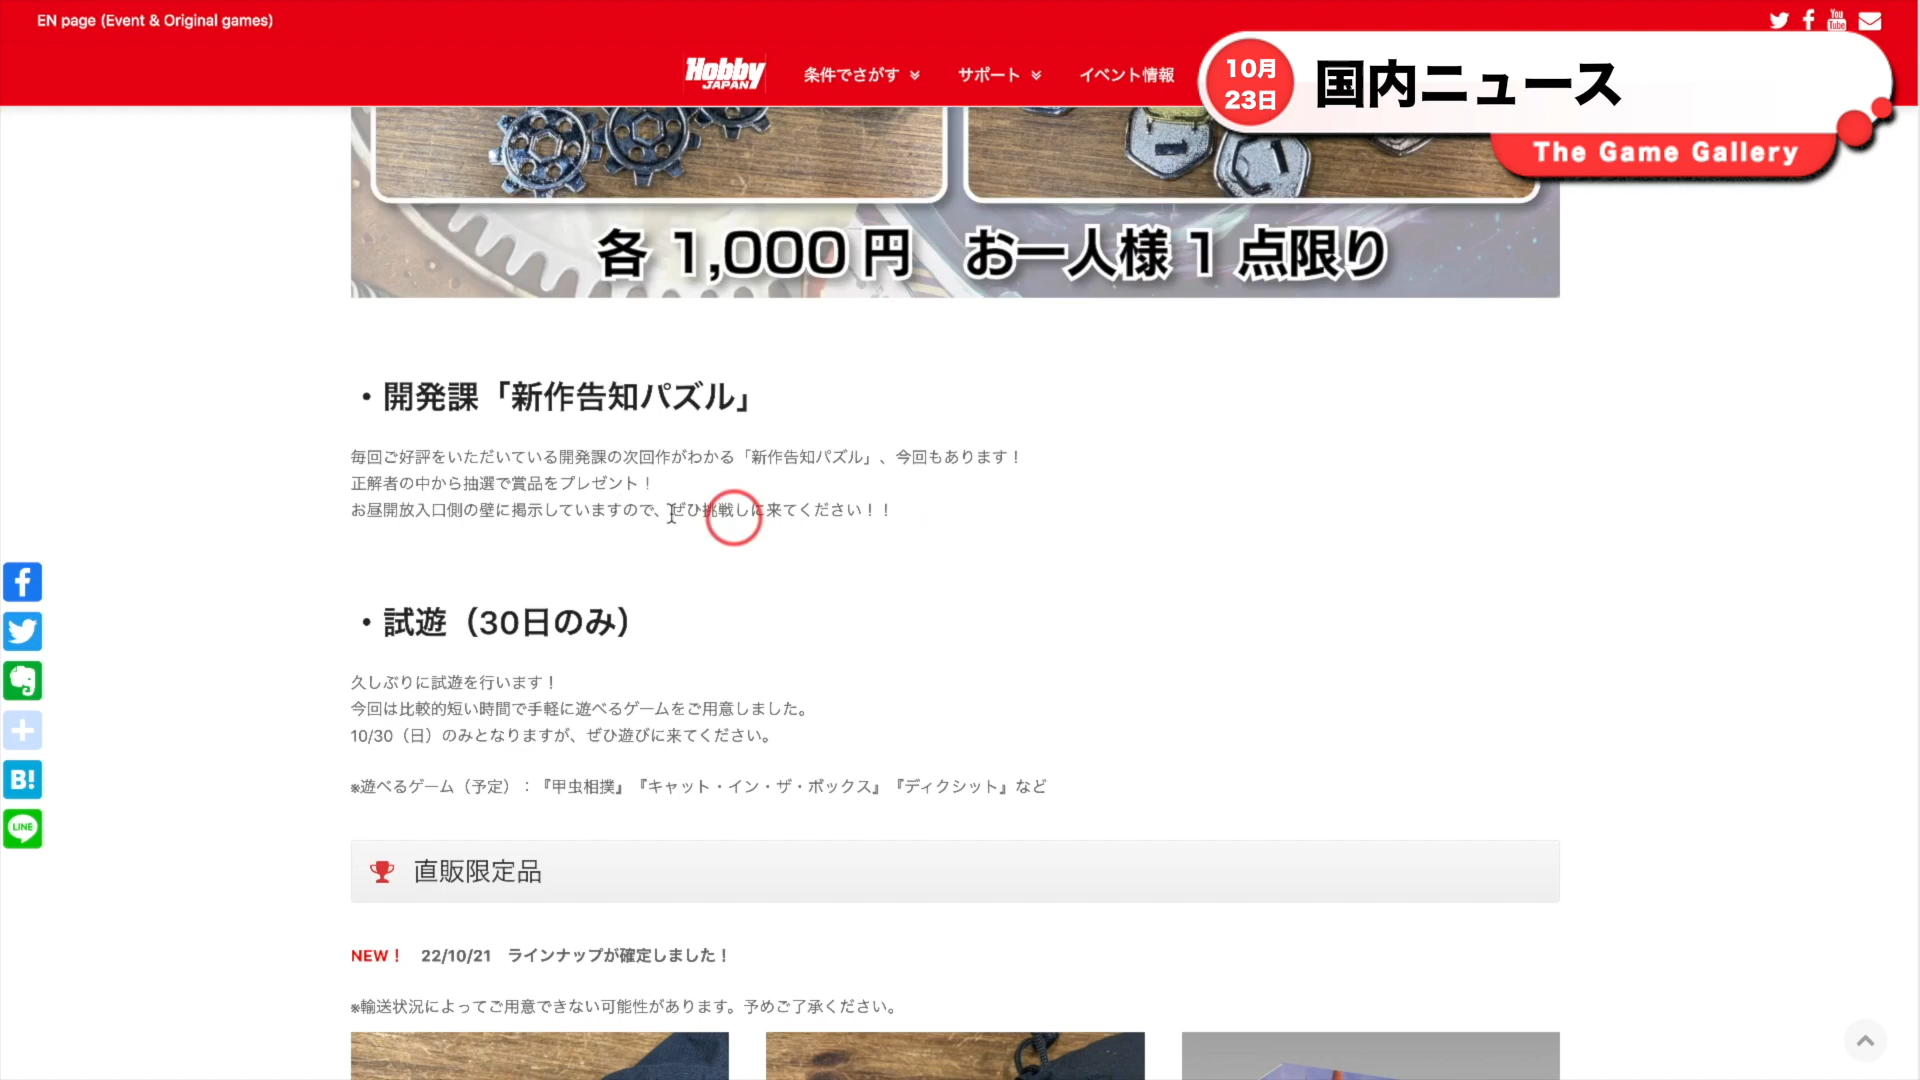 EN page (Event & Original games)
You Tube
Hobby JAPAN
条件でさがす
サポート
イベント情報
10月
23日
国内ニュース
The Game Gallery
各 1,000 円 お一人様 1 点限り
・開発課「新作告知パズル」
毎回ご好評をいただいている開発課の次回作がわかる「新作告知パズル」、今回もあります！
正解者の中から抽選で賞品をプレゼント！
お昼開放入口側の壁に掲示していますので、ぜひ挑戦しに来てください！！
・試遊（30日のみ）
久しぶりに試遊を行います！
今回は比較的短い時間で手軽に遊べるゲームをご用意しました。
10/30（日）のみとなりますが、ぜひ遊びに来てください。
※遊べるゲーム（予定）：『甲虫相撲』『キャット・イン・ザ・ボックス』『ディクシット』など
B!
LINE
直販限定品
NEW！ 22/10/21 ラインナップが確定しました！
※輸送状況によってご用意できない可能性があります。予めご了承ください。